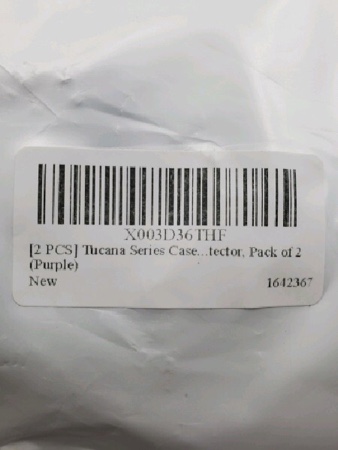 X003D36THF
[2 PCS] Tucana Series Case...tector, Pack of 2
(Purple)
New 1642367